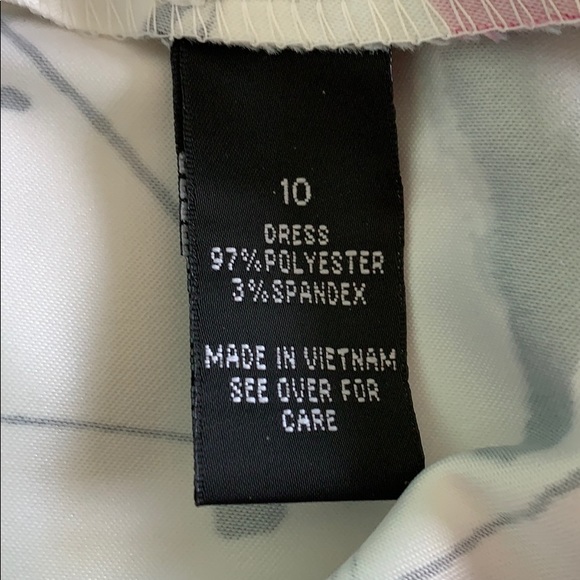 10
DRESS
97%POLYESTER
3%SPANDEX
MADE IN VIETNAM
SEE OVER FOR
CARE